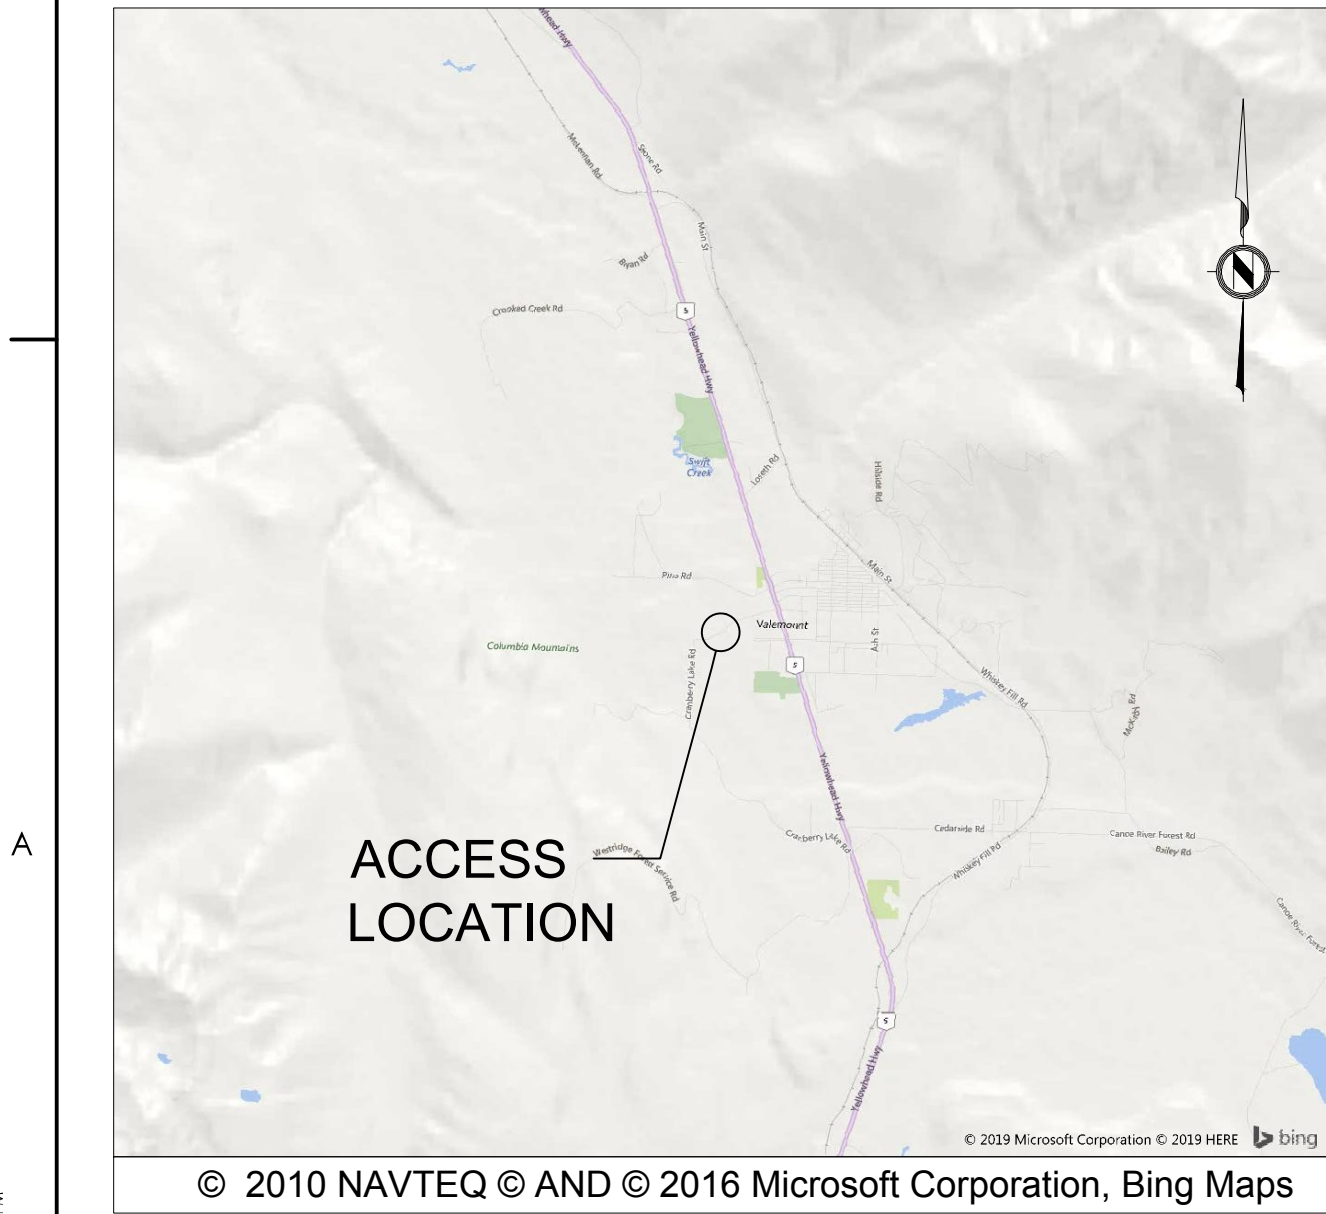 whead Hwy
McLennan Rd
Stone Rd
Main St
Bryan Rd
Crooked Creek Rd
5
Yellowhead Hwy
Swift
Creek
Loseth Rd
Hillside Rd
Main St
Pine Rd
Valemount
Ash St
Columbia Mountains
Cranberry Lake Rd
5
Whiskey Fill Rd
McKirdy Rd
Yellowhead Hwy
Cranberry Lake Rd
Cedarside Rd
Canoe River Forest Rd
Bailey Rd
Whiskey Fill Rd
A
ACCESS
LOCATION
Westridge Forest Service Rd
Canoe River Forest
5
Yellowhead Hwy
© 2019 Microsoft Corporation © 2019 HERE
bing
© 2010 NAVTEQ © AND © 2016 Microsoft Corporation, Bing Maps